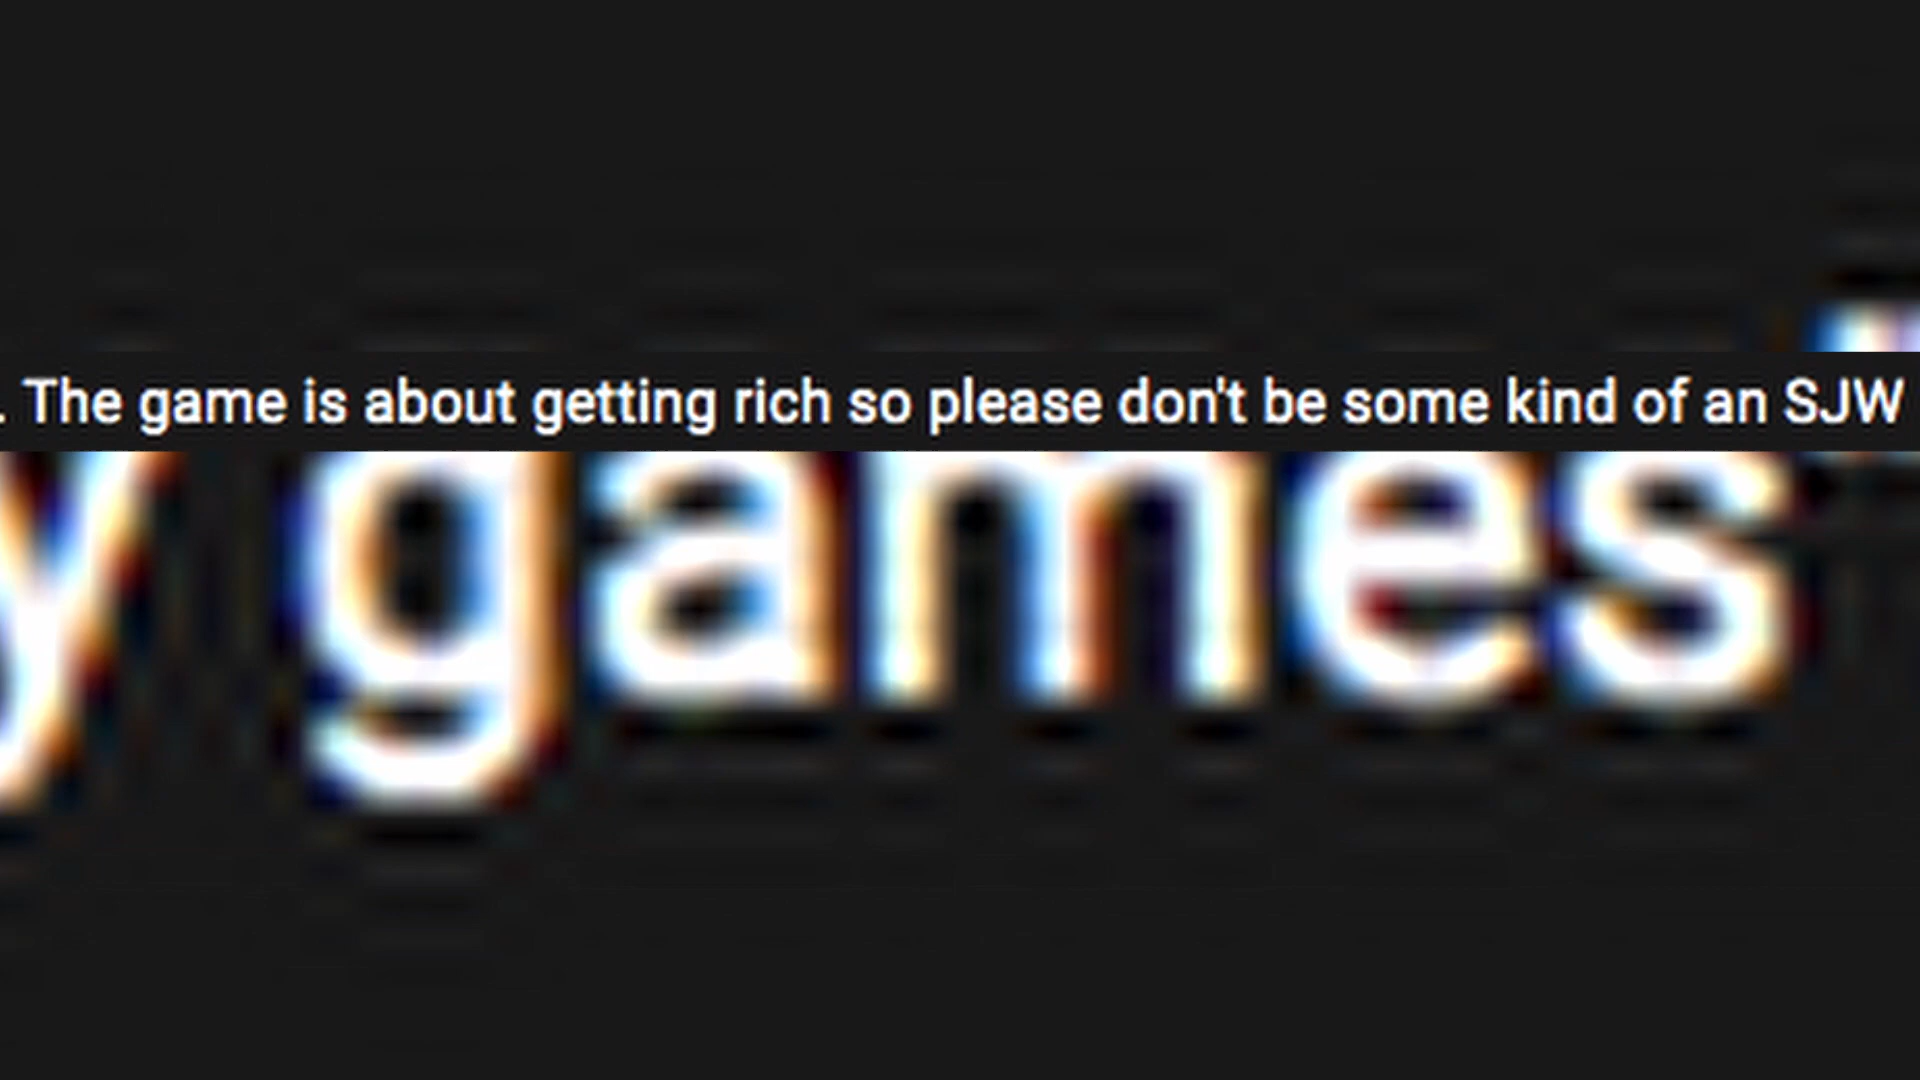 . The game is about getting rich so please don't be some kind of an SJW
y games